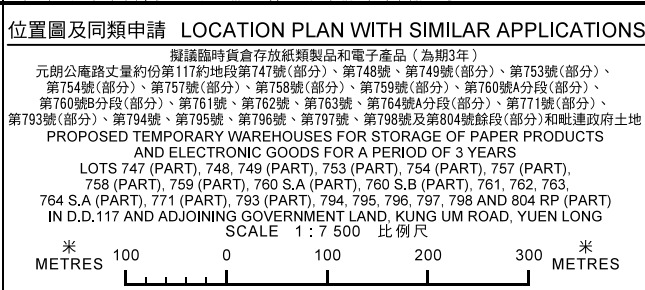 位置圖及同類申請 LOCATION PLAN WITH SIMILAR APPLICATIONS
擬議臨時貨倉存放紙類製品和電子產品（為期3年）
元朗公庵路丈量約份第117約地段第747號(部分)、第748號、第749號(部分)、第753號(部分)、
第754號(部分)、第757號(部分)、第758號(部分)、第759號(部分)、第760號A分段(部分)、
第760號B分段(部分)、第761號、第762號、第763號、第764號A分段(部分)、第771號(部分)、
第793號(部分)、第794號、第795號、第796號、第797號、第798號及第804號餘段(部分)和毗連政府土地
PROPOSED TEMPORARY WAREHOUSES FOR STORAGE OF PAPER PRODUCTS
AND ELECTRONIC GOODS FOR A PERIOD OF 3 YEARS
LOTS 747 (PART), 748, 749 (PART), 753 (PART), 754 (PART), 757 (PART),
758 (PART), 759 (PART), 760 S.A (PART), 760 S.B (PART), 761, 762, 763,
764 S.A (PART), 771 (PART), 793 (PART), 794, 795, 796, 797, 798 AND 804 RP (PART)
IN D.D.117 AND ADJOINING GOVERNMENT LAND, KUNG UM ROAD, YUEN LONG
SCALE 1 : 7 500 比例尺
米 METRES 100 0 100 200 300 米 METRES